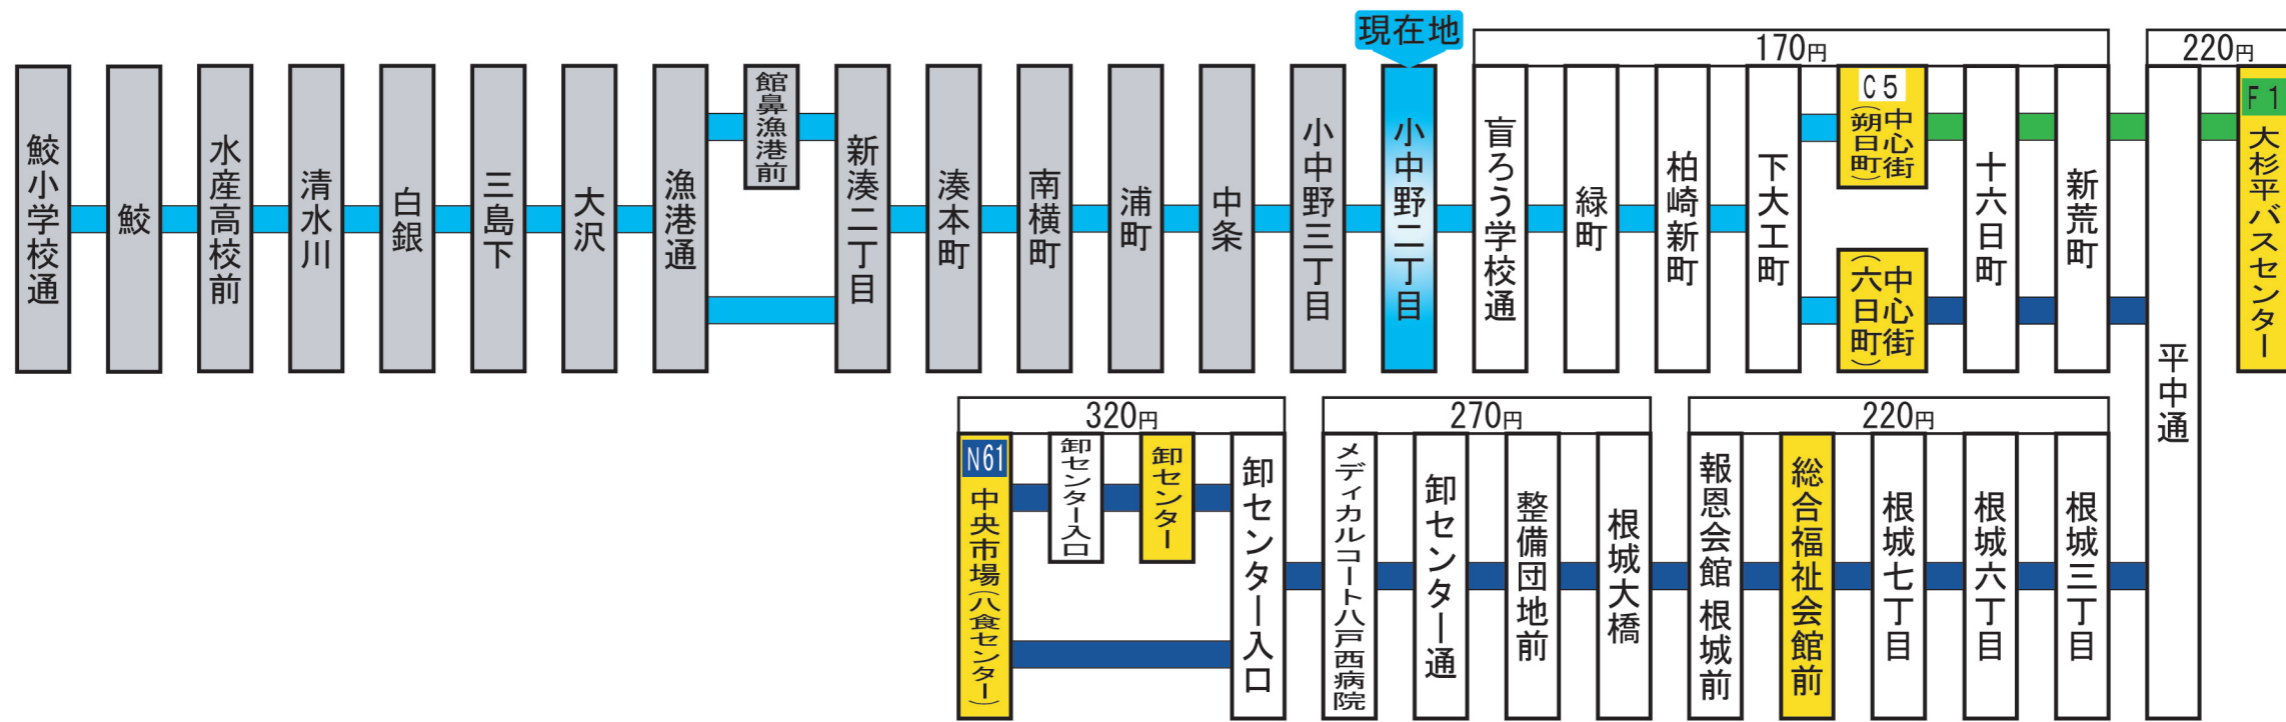 現在地
170円
220円
鮫小学校通
鮫
水産高校前
清水川
白銀
三島下
大沢
漁港通
館鼻漁港前
新湊二丁目
湊本町
南横町
浦町
中条
小中野三丁目
小中野二丁目
盲ろう学校通
緑町
柏崎新町
下大工町
C5
中心街
(朔日町)
中心街
(六日町)
十六日町
新荒町
平中通
F1
大杉平バスセンター
320円
270円
220円
N61
中央市場(八食センター)
卸センター入口
卸センター
卸センター入口
メディカルコート八戸西病院
卸センター通
整備団地前
根城大橋
報恩会館 根城前
総合福祉会館前
根城七丁目
根城六丁目
根城三丁目